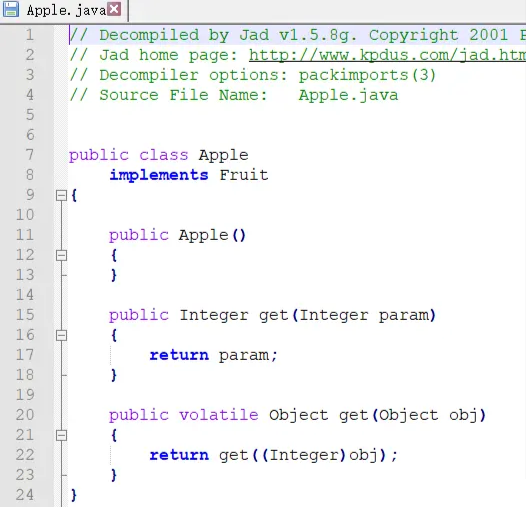 Apple.java
1 // Decompiled by Jad v1.5.8g. Copyright 2001
2 // Jad home page: http://www.kpdus.com/jad.htm
3 // Decompiler options: packimports(3)
4 // Source File Name:   Apple.java
5
6
7 public class Apple
8     implements Fruit
9 {
10
11     public Apple()
12     {
13     }
14
15     public Integer get(Integer param)
16     {
17         return param;
18     }
19
20     public volatile Object get(Object obj)
21     {
22         return get((Integer)obj);
23     }
24 }